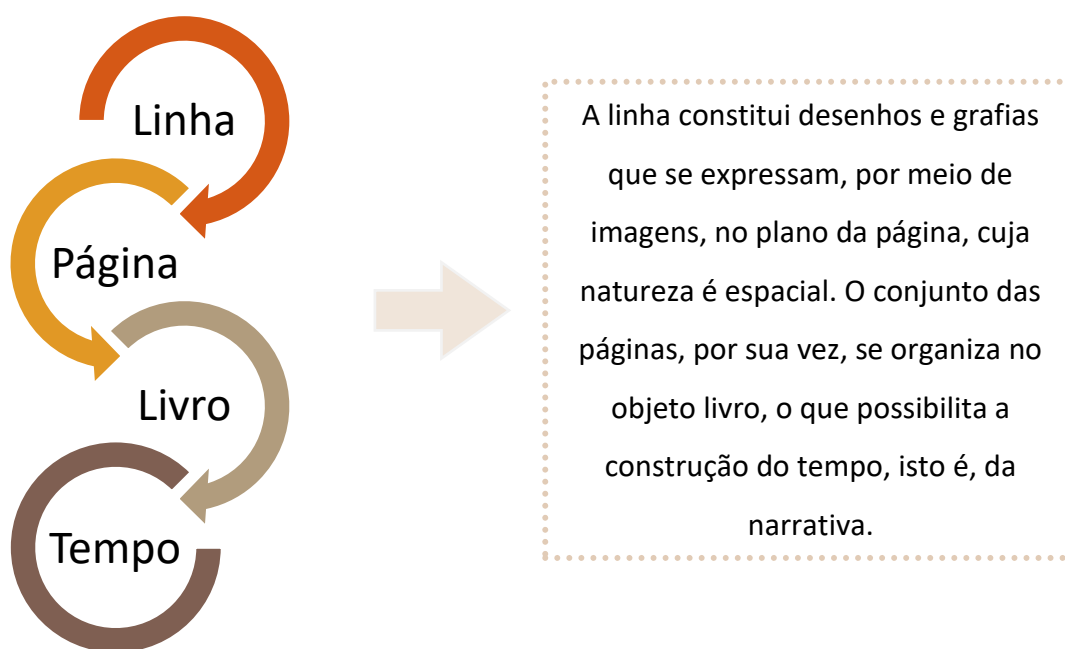 Linha
Página
Livro
Tempo
A linha constitui desenhos e grafias
que se expressam, por meio de
imagens, no plano da página, cuja
natureza é espacial. O conjunto das
páginas, por sua vez, se organiza no
objeto livro, o que possibilita a
construção do tempo, isto é, da
narrativa.